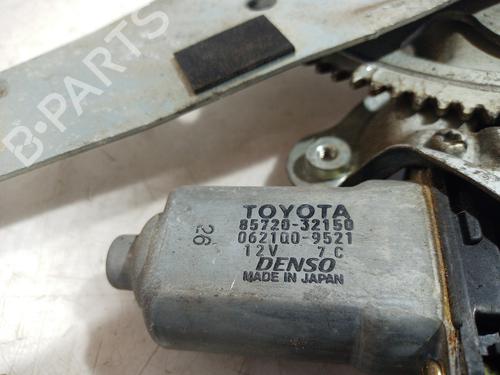 B-PARTS
26
TOYOTA
85720-32150
062100-9521
12V 7C
DENSO
MADE IN JAPAN